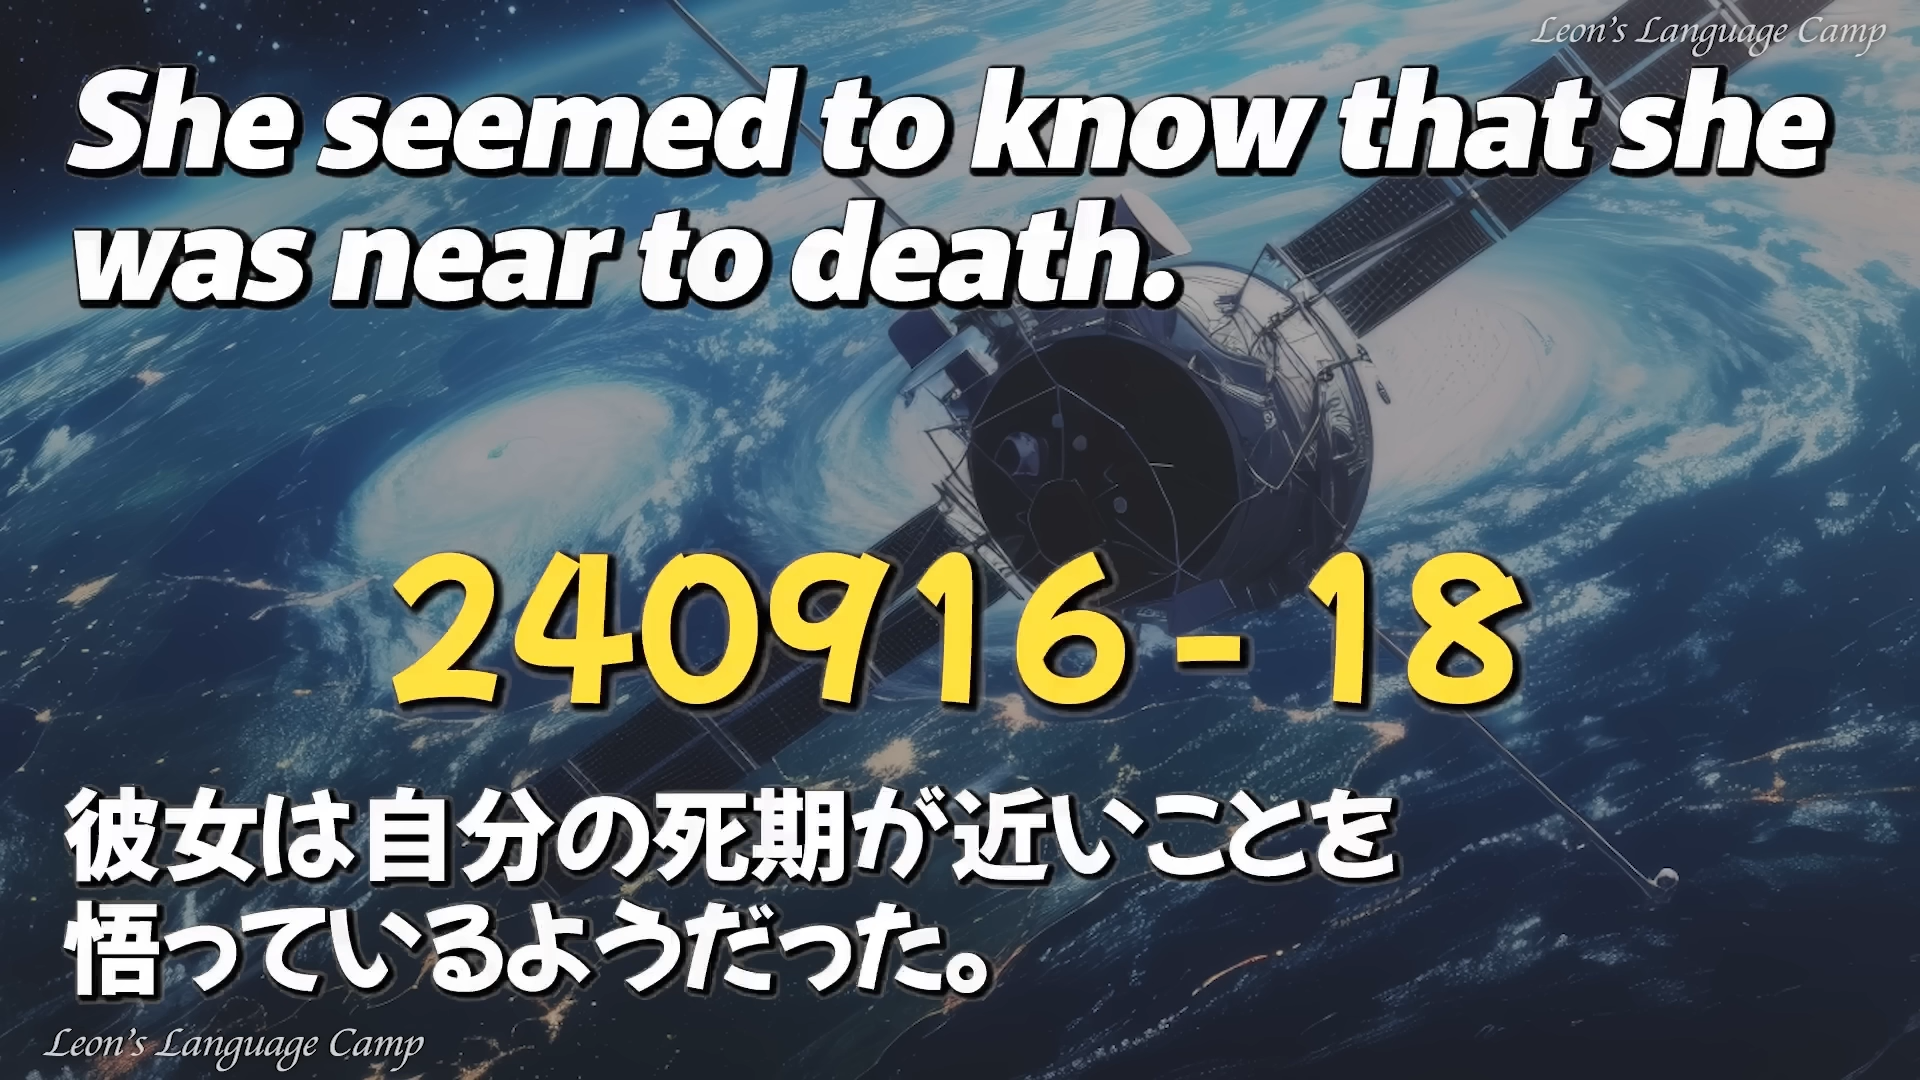 Leon's Language Camp
She seemed to know that she
was near to death.
240916-18
彼女は自分の死期が近いことを
悟っているようだった。
Leon's Language Camp